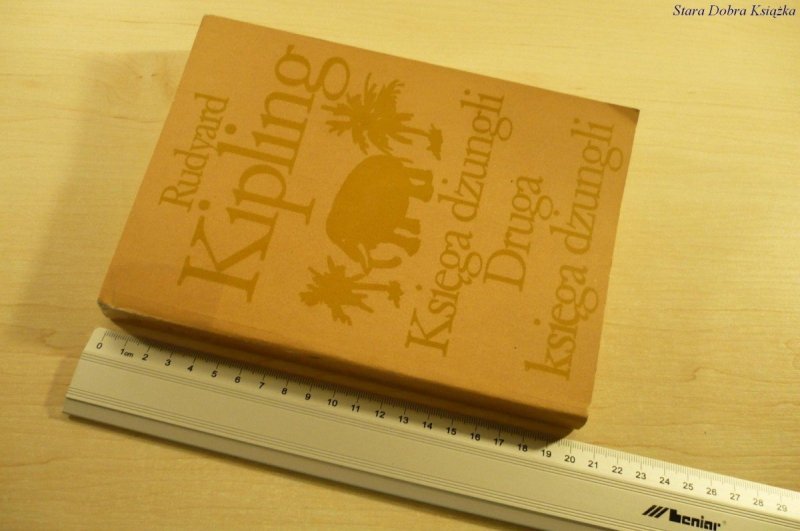 Stara Dobra Książka
Rudyard
Kipling
Księga dżungli
Druga
księga dżungli
0 1cm 2 3 4 5 6 7 8 9 10 11 12 13 14 15 16 17 18 19 20 21 22 23 24 25 26 27 28 29
leniar